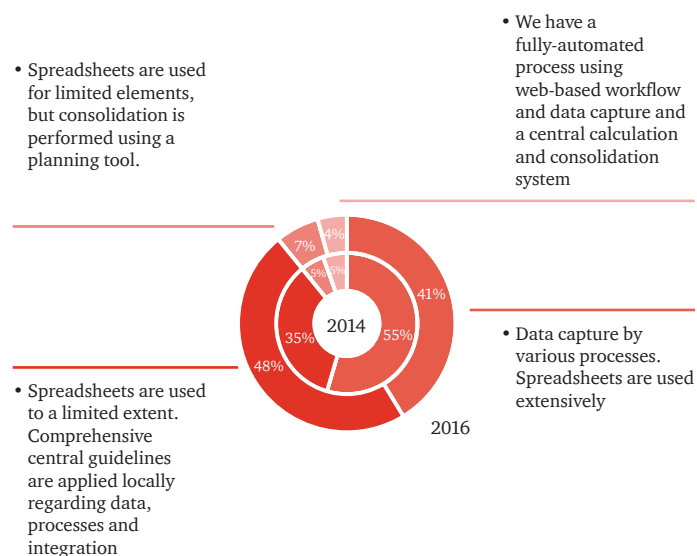 • Spreadsheets are used
for limited elements,
but consolidation is
performed using a
planning tool.
• We have a
fully-automated
process using
web-based workflow
and data capture and
a central calculation
and consolidation
system
7%
4%
5%
5%
41%
2014
35%
55%
48%
2016
• Data capture by
various processes.
Spreadsheets are used
extensively
• Spreadsheets are used
to a limited extent.
Comprehensive
central guidelines
are applied locally
regarding data,
processes and
integration